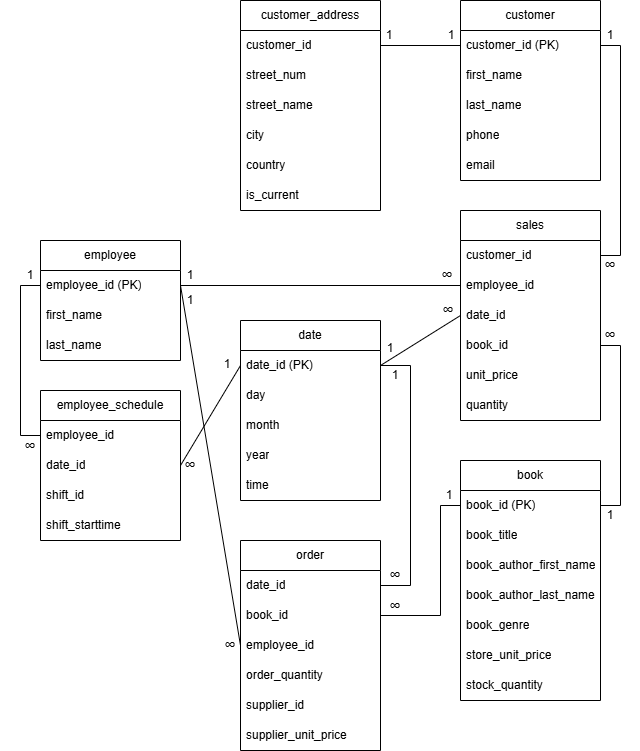 customer_address
customer_id
street_num
street_name
city
country
is_current
1
1
customer
customer_id (PK)
first_name
last_name
phone
email
1
sales
customer_id
employee_id
date_id
book_id
unit_price
quantity
∞
∞
∞
∞
employee
employee_id (PK)
first_name
last_name
1
1
1
employee_schedule
employee_id
date_id
shift_id
shift_starttime
∞
∞
date
date_id (PK)
day
month
year
time
1
1
1
order
date_id
book_id
employee_id
order_quantity
supplier_id
supplier_unit_price
∞
∞
∞
book
book_id (PK)
book_title
book_author_first_name
book_author_last_name
book_genre
store_unit_price
stock_quantity
1
1